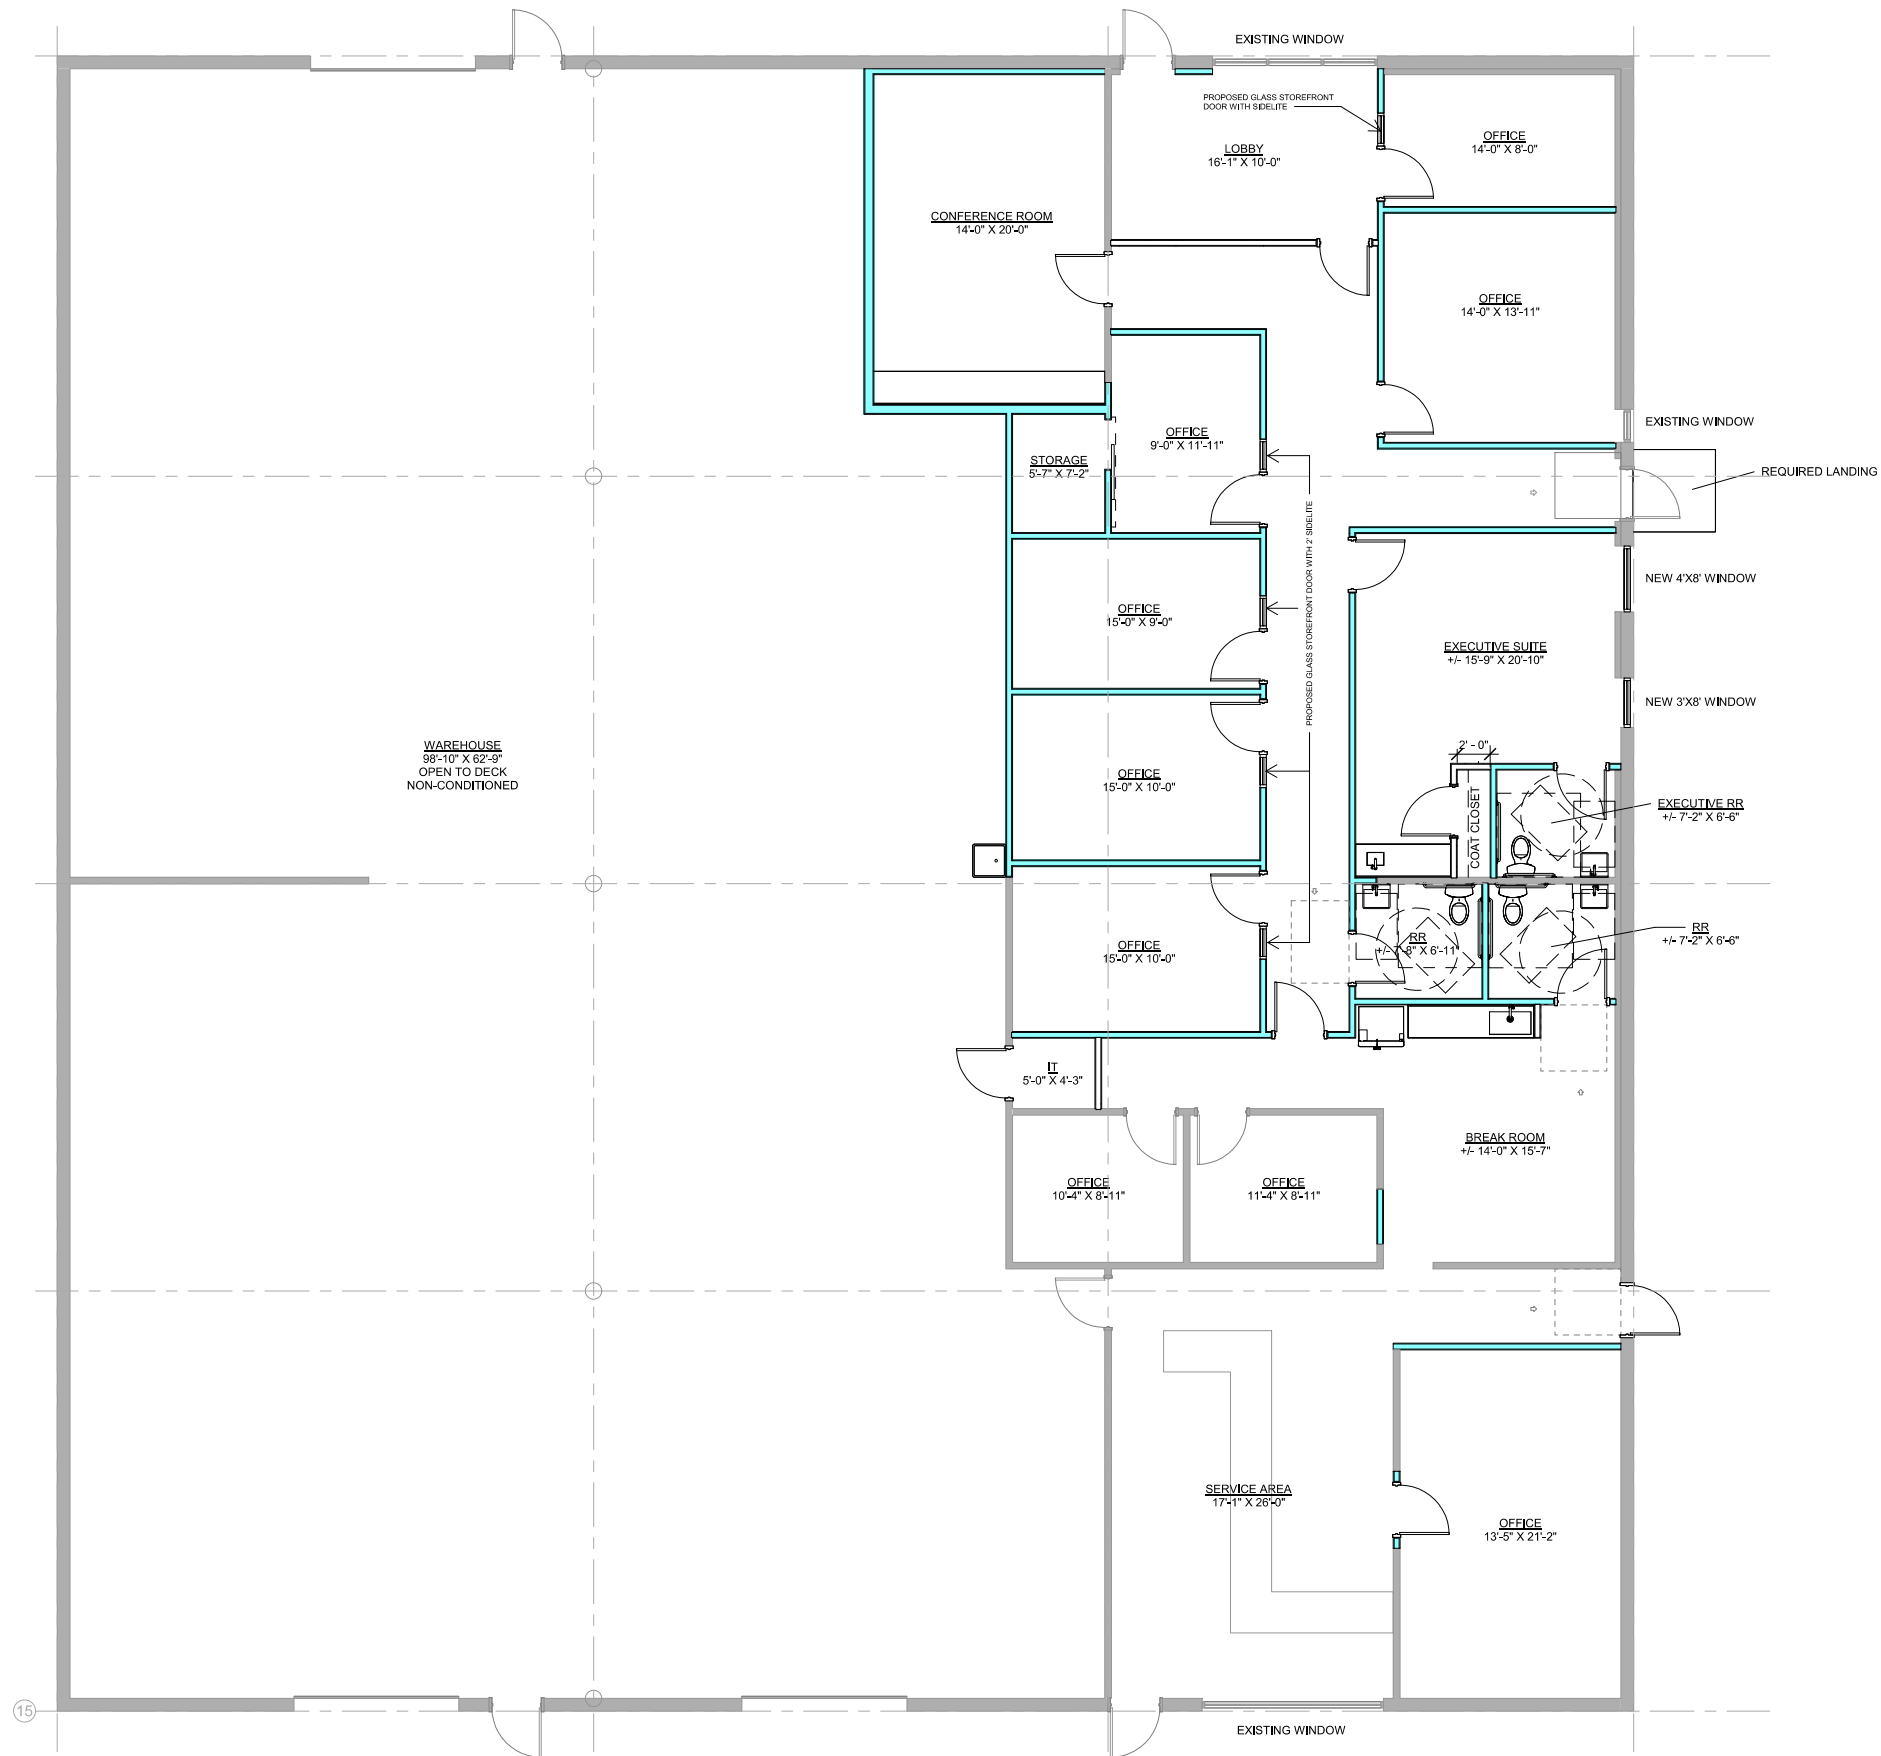 EXISTING WINDOW
PROPOSED GLASS STOREFRONT
DOOR WITH SIDELITE
OFFICE
14'-0" X 8'-0"
LOBBY
16'-1" X 10'-0"
CONFERENCE ROOM
14'-0" X 20'-0"
OFFICE
14'-0" X 13'-11"
EXISTING WINDOW
OFFICE
9'-0" X 11'-11"
STORAGE
5'-7" X 7'-2"
REQUIRED LANDING
PROPOSED GLASS STOREFRONT DOOR WITH 2' SIDELITE
NEW 4'X8' WINDOW
OFFICE
15'-0" X 9'-0"
EXECUTIVE SUITE
+/- 15'-9" X 20'-10"
NEW 3'X8' WINDOW
WAREHOUSE
98'-10" X 62'-9"
OPEN TO DECK
NON-CONDITIONED
2' - 0"
OFFICE
15'-0" X 10'-0"
COAT CLOSET
EXECUTIVE RR
+/- 7'-2" X 6'-6"
OFFICE
15'-0" X 10'-0"
RR
+/- 7'-8" X 6'-11"
RR
+/- 7'-2" X 6'-6"
IT
5'-0" X 4'-3"
BREAK ROOM
+/- 14'-0" X 15'-7"
OFFICE
10'-4" X 8'-11"
OFFICE
11'-4" X 8'-11"
SERVICE AREA
17'-1" X 26'-0"
OFFICE
13'-5" X 21'-2"
15
EXISTING WINDOW